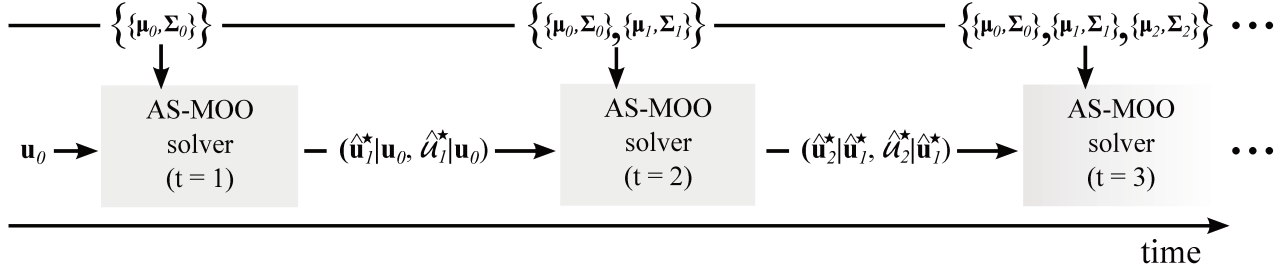 {{μ₀,Σ₀}} {{μ₀,Σ₀},{μ₁,Σ₁}} {{μ₀,Σ₀},{μ₁,Σ₁},{μ₂,Σ₂}} •••
AS-MOO AS-MOO AS-MOO
u₀ solver (û₁★|u₀, 𝒰̂₁★|u₀) solver (û₂★|û₁★, 𝒰̂₂★|û₁★) solver •••
(t = 1) (t = 2) (t = 3)
time